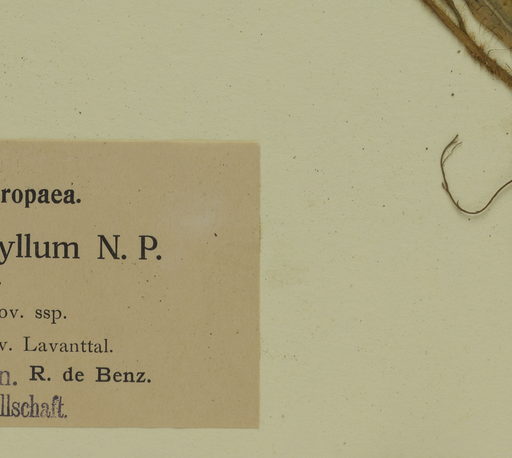 ropaea.
yllum N. P.
ov. ssp.
v. Lavanttal.
n. R. de Benz.
llschaft.